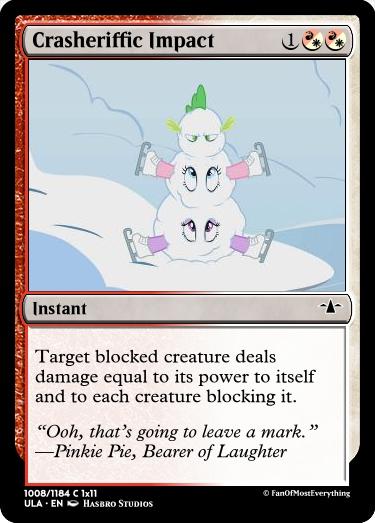 Crasheriffic Impact 1
Instant
Target blocked creature deals
damage equal to its power to itself
and to each creature blocking it.
“Ooh, that’s going to leave a mark.”
—Pinkie Pie, Bearer of Laughter
1008/1184 C 1x11
ULA • EN Hasbro Studios © FanOfMostEverything